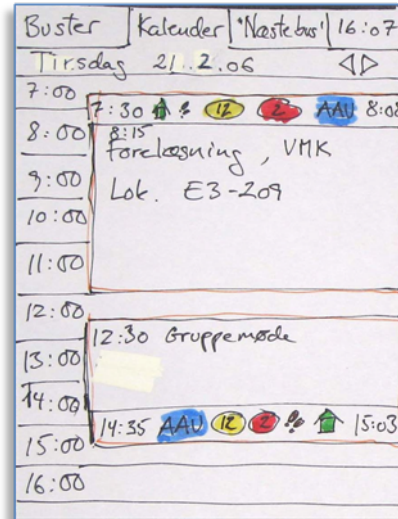 Buster Kalender "Næste bus" 16:07
Tirsdag 21.2.06
7:00
7:30 12 2 AAU 8:08
8:00 8:15
Forelæsning, VMK
9:00 Lok. E3-209
10:00
11:00
12:00
12:30 Gruppemøde
13:00
14:00
14:35 AAU 12 2 15:03
15:00
16:00